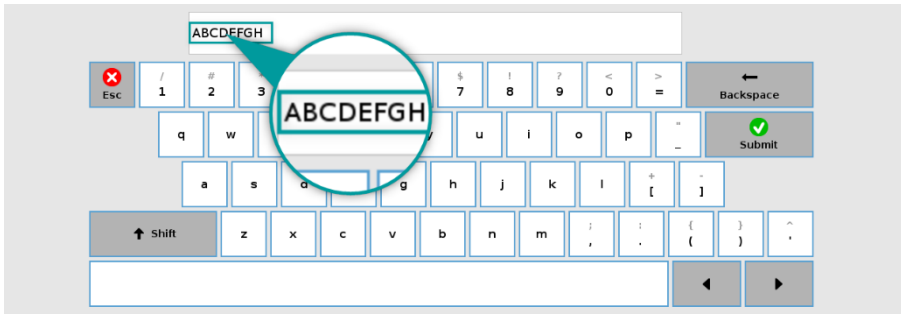 ABCDEFGH
ABCDEFGH
/ # $ ! ? < >
Esc 1 2 3 7 8 9 0 = Backspace
q w y u i o p _ Submit
+ -
a s d g h j k l [ ]
; : { } ^
Shift z x c v b n m , . ( ) '